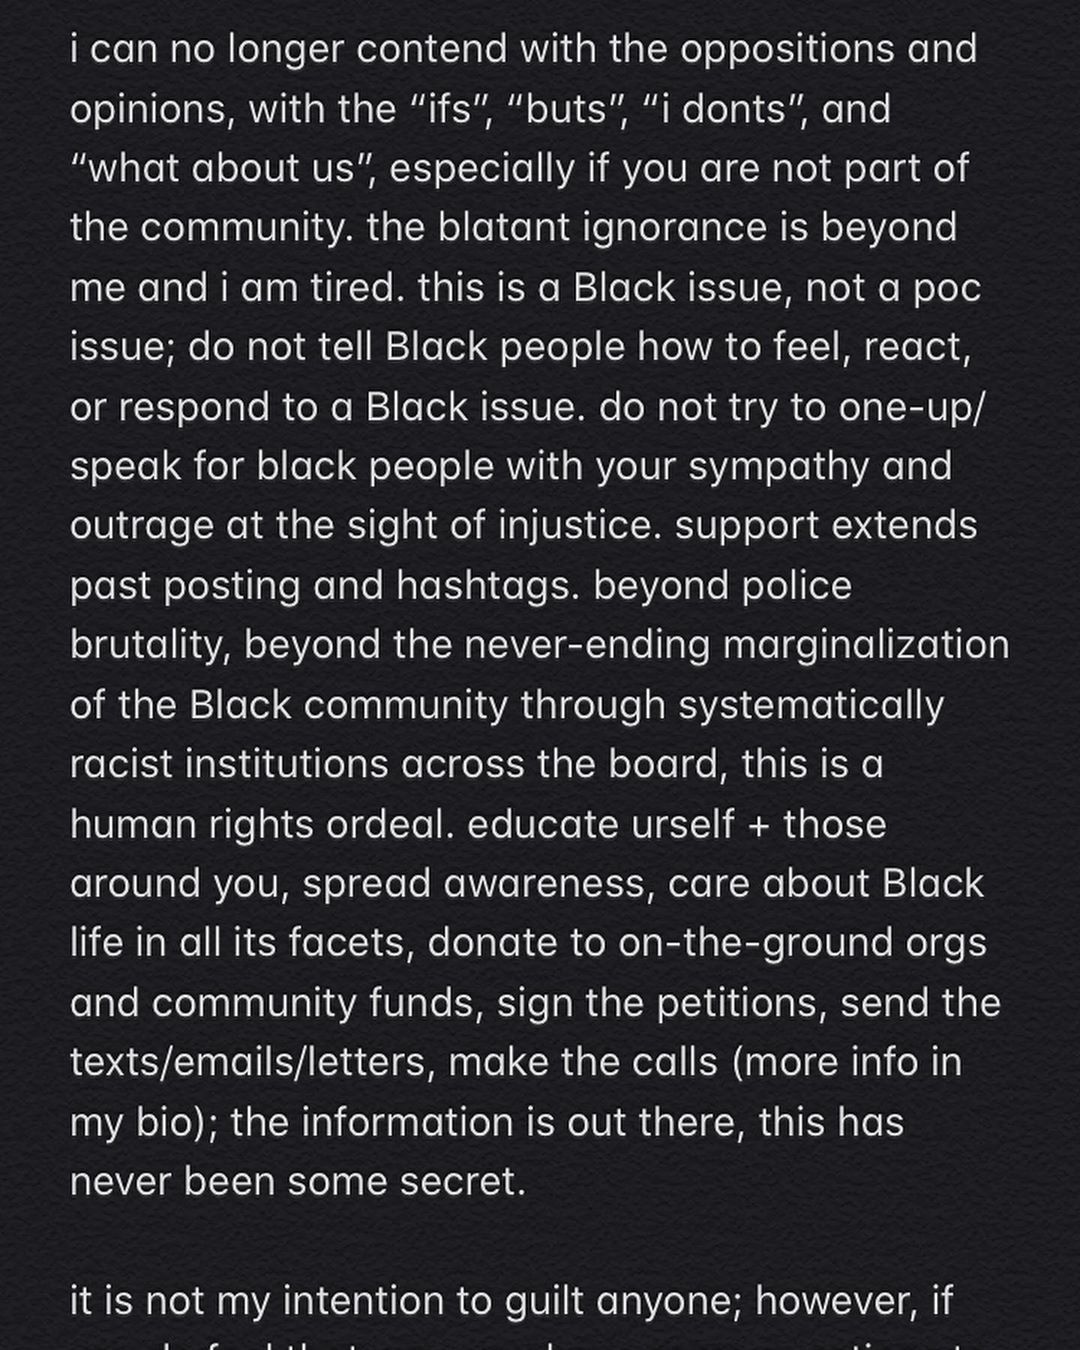 i can no longer contend with the oppositions and
opinions, with the “ifs”, “buts”, “i donts”, and
“what about us”, especially if you are not part of
the community. the blatant ignorance is beyond
me and i am tired. this is a Black issue, not a poc
issue; do not tell Black people how to feel, react,
or respond to a Black issue. do not try to one-up/
speak for black people with your sympathy and
outrage at the sight of injustice. support extends
past posting and hashtags. beyond police
brutality, beyond the never-ending marginalization
of the Black community through systematically
racist institutions across the board, this is a
human rights ordeal. educate urself + those
around you, spread awareness, care about Black
life in all its facets, donate to on-the-ground orgs
and community funds, sign the petitions, send the
texts/emails/letters, make the calls (more info in
my bio); the information is out there, this has
never been some secret.
it is not my intention to guilt anyone; however, if